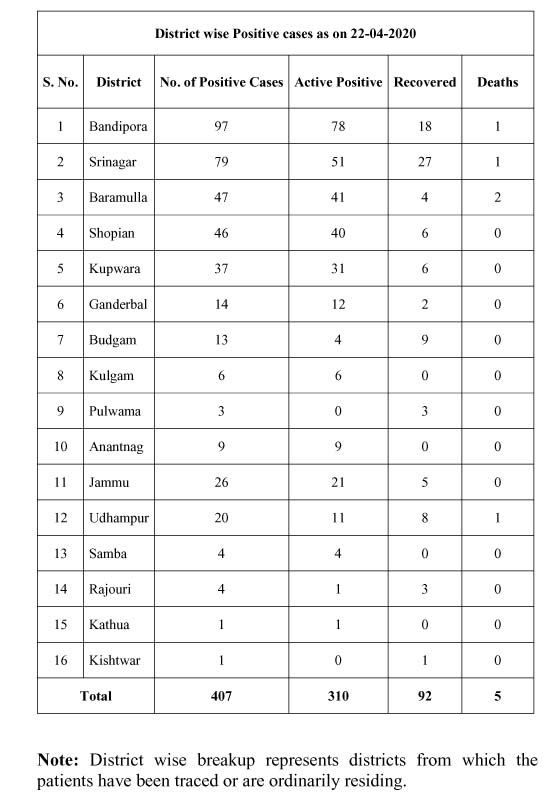 District wise Positive cases as on 22-04-2020
S. No. District No. of Positive Cases Active Positive Recovered Deaths
1 Bandipora 97 78 18 1
2 Srinagar 79 51 27 1
3 Baramulla 47 41 4 2
4 Shopian 46 40 6 0
5 Kupwara 37 31 6 0
6 Ganderbal 14 12 2 0
7 Budgam 13 4 9 0
8 Kulgam 6 6 0 0
9 Pulwama 3 0 3 0
10 Anantnag 9 9 0 0
11 Jammu 26 21 5 0
12 Udhampur 20 11 8 1
13 Samba 4 4 0 0
14 Rajouri 4 1 3 0
15 Kathua 1 1 0 0
16 Kishtwar 1 0 1 0
Total 407 310 92 5
Note: District wise breakup represents districts from which the
patients have been traced or are ordinarily residing.